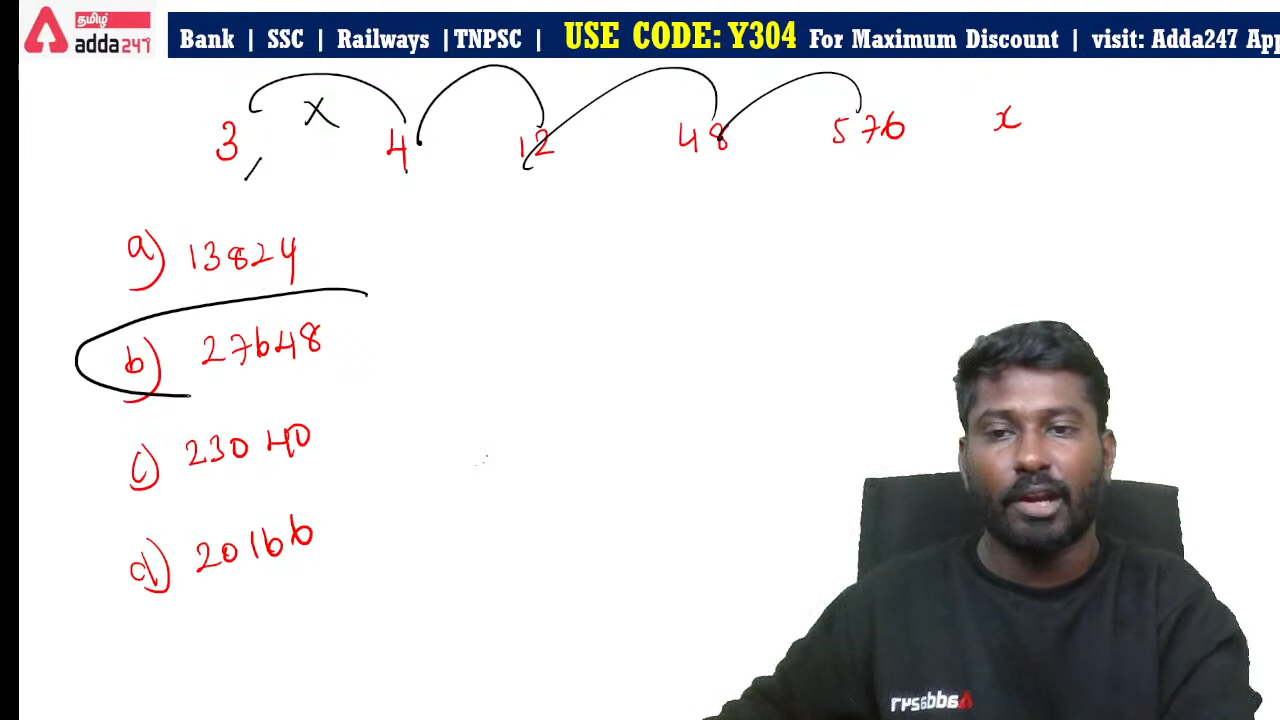 தமிழ்
adda247
Bank | SSC | Railways |TNPSC | USE CODE: Y304 For Maximum Discount | visit: Adda247 App
3 x 4 12 48 576 x
a) 13824
b) 27648
c) 23040
d) 20166
adda247